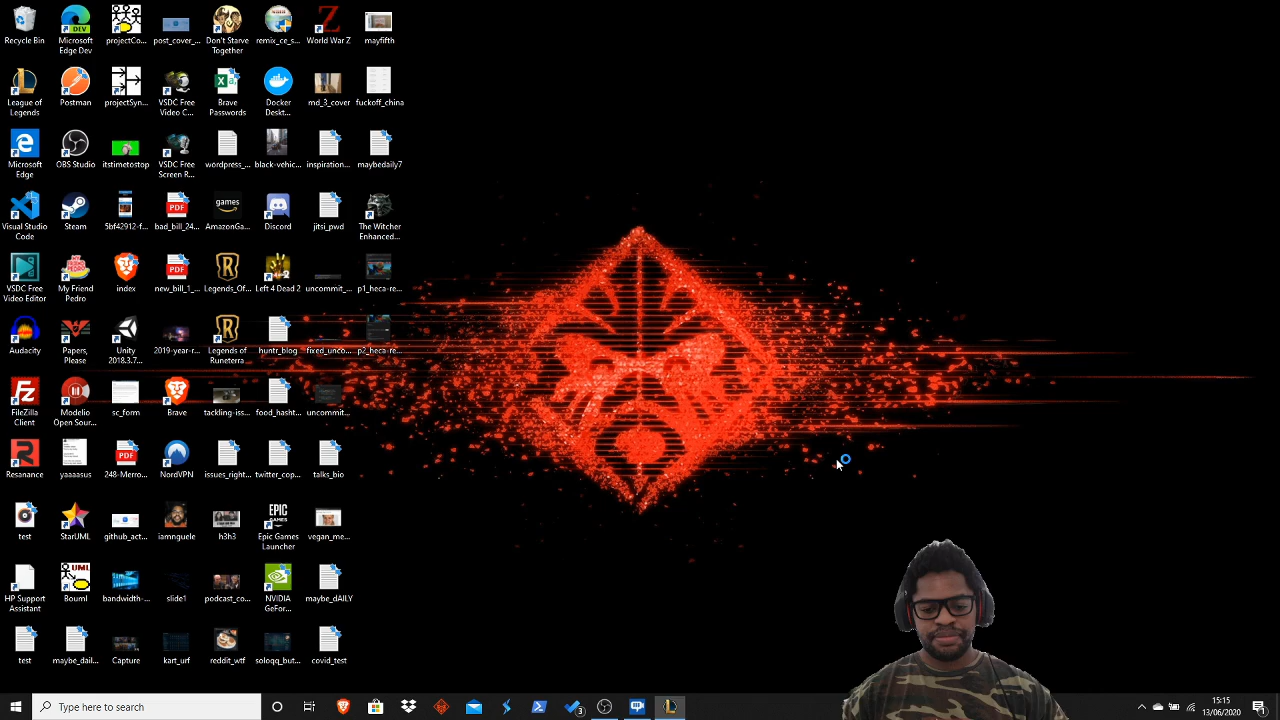 Recycle Bin
Microsoft Edge Dev
projectCo...
post_cover_...
Don't Starve Together
remix_ce_s...
World War Z
mayfifth
League of Legends
Postman
projectSyn...
VSDC Free Video C...
Brave Passwords
Docker Deskt...
md_3_cover
fuckoff_china
Microsoft Edge
OBS Studio
itstimetostop
VSDC Free Screen R...
wordpress_...
black-vehic...
inspiration...
maybedaily7
Visual Studio Code
Steam
5bf42912-f...
bad_bill_24...
AmazonGa...
Discord
jitsi_pwd
The Witcher Enhanced...
VSDC Free Video Editor
My Friend Pedro
index
new_bill_1_...
Legends_Of...
Left 4 Dead 2
uncommit_...
p1_heca-re...
Audacity
Papers, Please
Unity 2018.3.7...
2019-year-r...
Legends of Runeterra
huntr_blog
fixed_unco...
p2_heca-re...
FileZilla Client
Modelio Open Sour...
sc_form
Brave
tackling-iss...
food_hasht...
uncommit...
Resanance
yaaaasus
248-Merro...
NordVPN
issues_right...
twitter_cop...
talks_bio
test
StarUML
github_act...
iamnguele
h3h3
Epic Games Launcher
vegan_me...
HP Support Assistant
Bouml
bandwidth-...
slide1
podcast_co...
NVIDIA GeFor...
maybe_dAILY
test
maybe_dail...
Capture
kart_urf
reddit_wtf
soloqq_but...
covid_test
Type here to search
15:15
13/06/2020